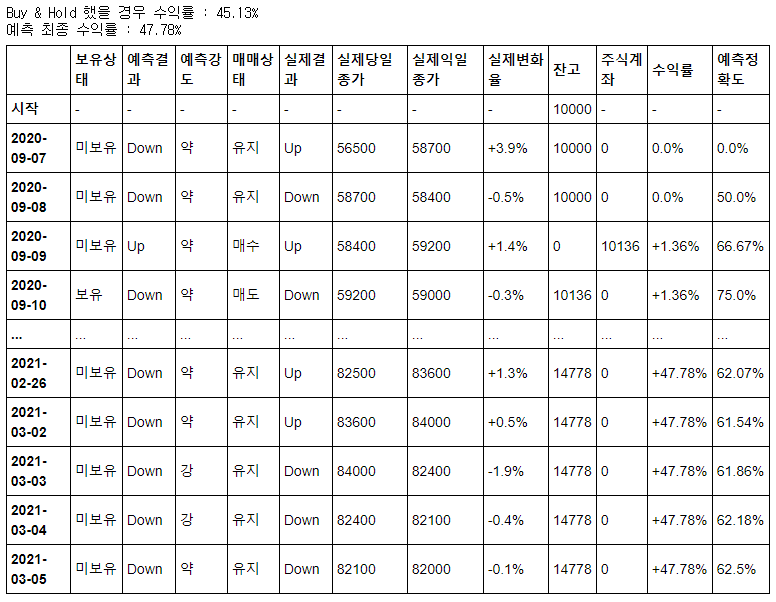 Buy & Hold 했을 경우 수익률 : 45.13%
예측 최종 수익률 : 47.78%
보유상태 예측결과 예측강도 매매상태 실제결과 실제당일종가 실제익일종가 실제변화율 잔고 주식계좌 수익률 예측정확도
시작 - - - - - - - - 10000 - - -
2020-09-07 미보유 Down 약 유지 Up 56500 58700 +3.9% 10000 0 0.0% 0.0%
2020-09-08 미보유 Down 약 유지 Down 58700 58400 -0.5% 10000 0 0.0% 50.0%
2020-09-09 미보유 Up 약 매수 Up 58400 59200 +1.4% 0 10136 +1.36% 66.67%
2020-09-10 보유 Down 약 매도 Down 59200 59000 -0.3% 10136 0 +1.36% 75.0%
... ... ... ... ... ... ... ... ... ... ... ... ...
2021-02-26 미보유 Down 약 유지 Up 82500 83600 +1.3% 14778 0 +47.78% 62.07%
2021-03-02 미보유 Down 약 유지 Up 83600 84000 +0.5% 14778 0 +47.78% 61.54%
2021-03-03 미보유 Down 강 유지 Down 84000 82400 -1.9% 14778 0 +47.78% 61.86%
2021-03-04 미보유 Down 강 유지 Down 82400 82100 -0.4% 14778 0 +47.78% 62.18%
2021-03-05 미보유 Down 약 유지 Down 82100 82000 -0.1% 14778 0 +47.78% 62.5%